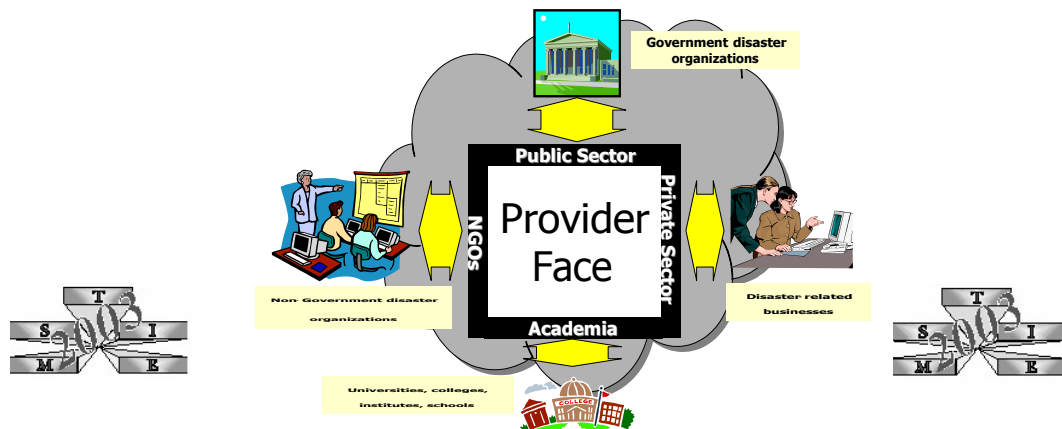 Government disaster
organizations
Public Sector
NGOs
Provider
Face
Private Sector
Non-Government disaster
organizations
Disaster related
businesses
Academia
Universities, colleges,
institutes, schools
COLLEGE
T
S 2003 I
M E
T
S 2003 I
M E